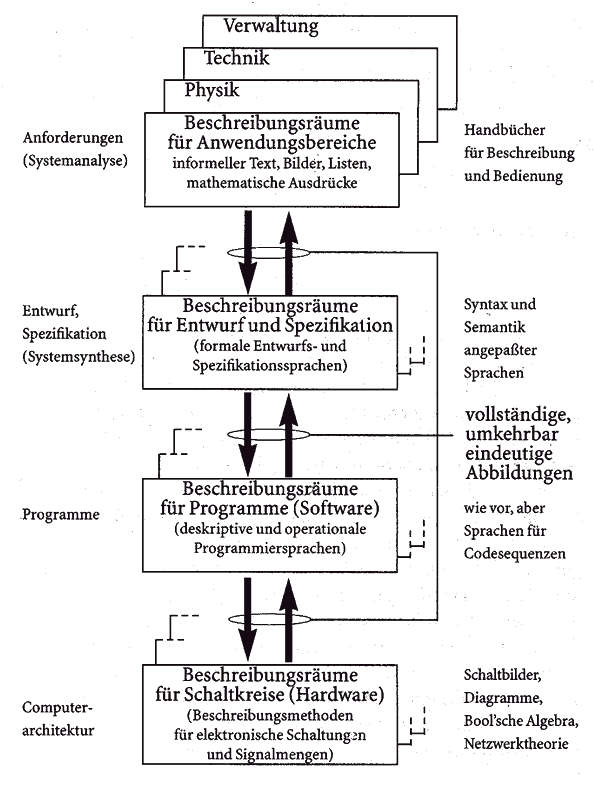 Verwaltung
Technik
Physik
Beschreibungsräume
für Anwendungsbereiche
informeller Text, Bilder, Listen,
mathematische Ausdrücke
Anforderungen
(Systemanalyse)
Handbücher
für Beschreibung
und Bedienung
Entwurf,
Spezifikation
(Systemsynthese)
Beschreibungsräume
für Entwurf und Spezifikation
(formale Entwurfs- und
Spezifikationssprachen)
Syntax und
Semantik
angepaßter
Sprachen
vollständige,
umkehrbar
eindeutige
Abbildungen
Programme
Beschreibungsräume
für Programme (Software)
(deskriptive und operationale
Programmiersprachen)
wie vor, aber
Sprachen für
Codesequenzen
Computer-
architektur
Beschreibungsräume
für Schaltkreise (Hardware)
(Beschreibungsmethoden
für elektronische Schaltungen
und Signalmengen)
Schaltbilder,
Diagramme,
Bool'sche Algebra,
Netzwerktheorie